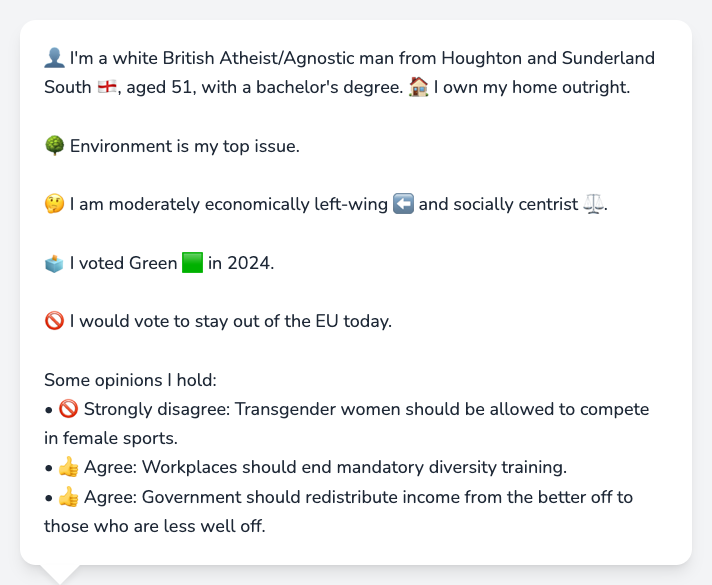 👤 I'm a white British Atheist/Agnostic man from Houghton and Sunderland
South 🏴󠁧󠁢󠁥󠁮󠁧󠁿, aged 51, with a bachelor's degree. 🏠 I own my home outright.
🌳 Environment is my top issue.
🤔 I am moderately economically left-wing ⬅️ and socially centrist ⚖️.
🗳️ I voted Green 🟩 in 2024.
🚫 I would vote to stay out of the EU today.
Some opinions I hold:
• 🚫 Strongly disagree: Transgender women should be allowed to compete
in female sports.
• 👍 Agree: Workplaces should end mandatory diversity training.
• 👍 Agree: Government should redistribute income from the better off to
those who are less well off.